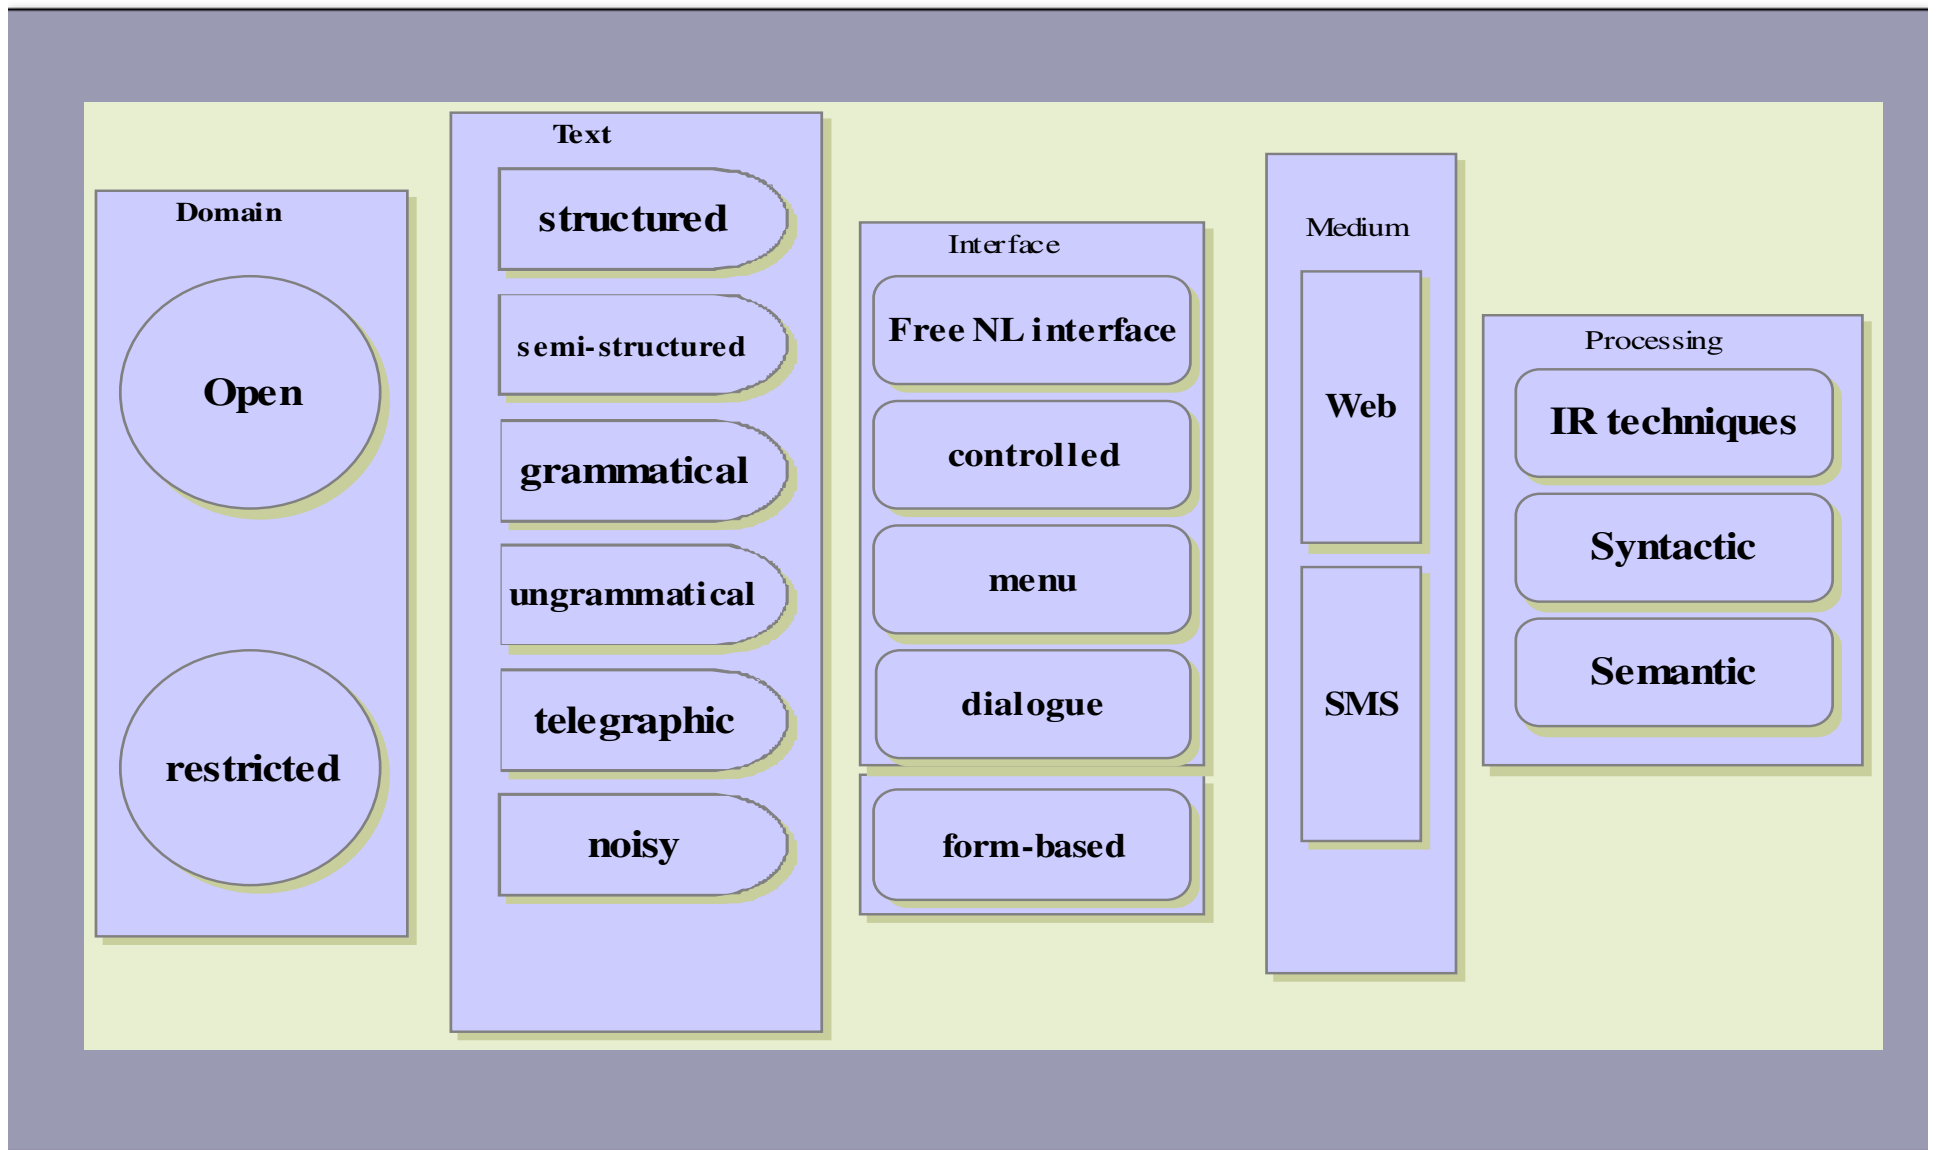 Domain
Open
restricted
Text
structured
semi-structured
grammatical
ungrammatical
telegraphic
noisy
Interface
Free NL interface
controlled
menu
dialogue
form-based
Medium
Web
SMS
Processing
IR techniques
Syntactic
Semantic